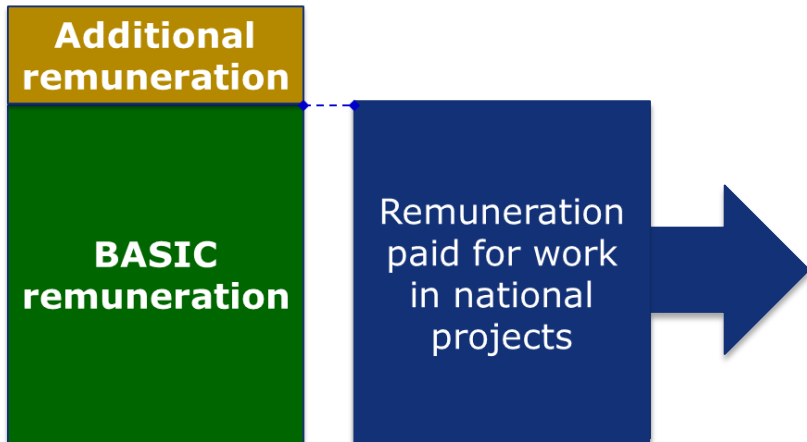 Additional
remuneration
BASIC
remuneration
Remuneration
paid for work
in national
projects